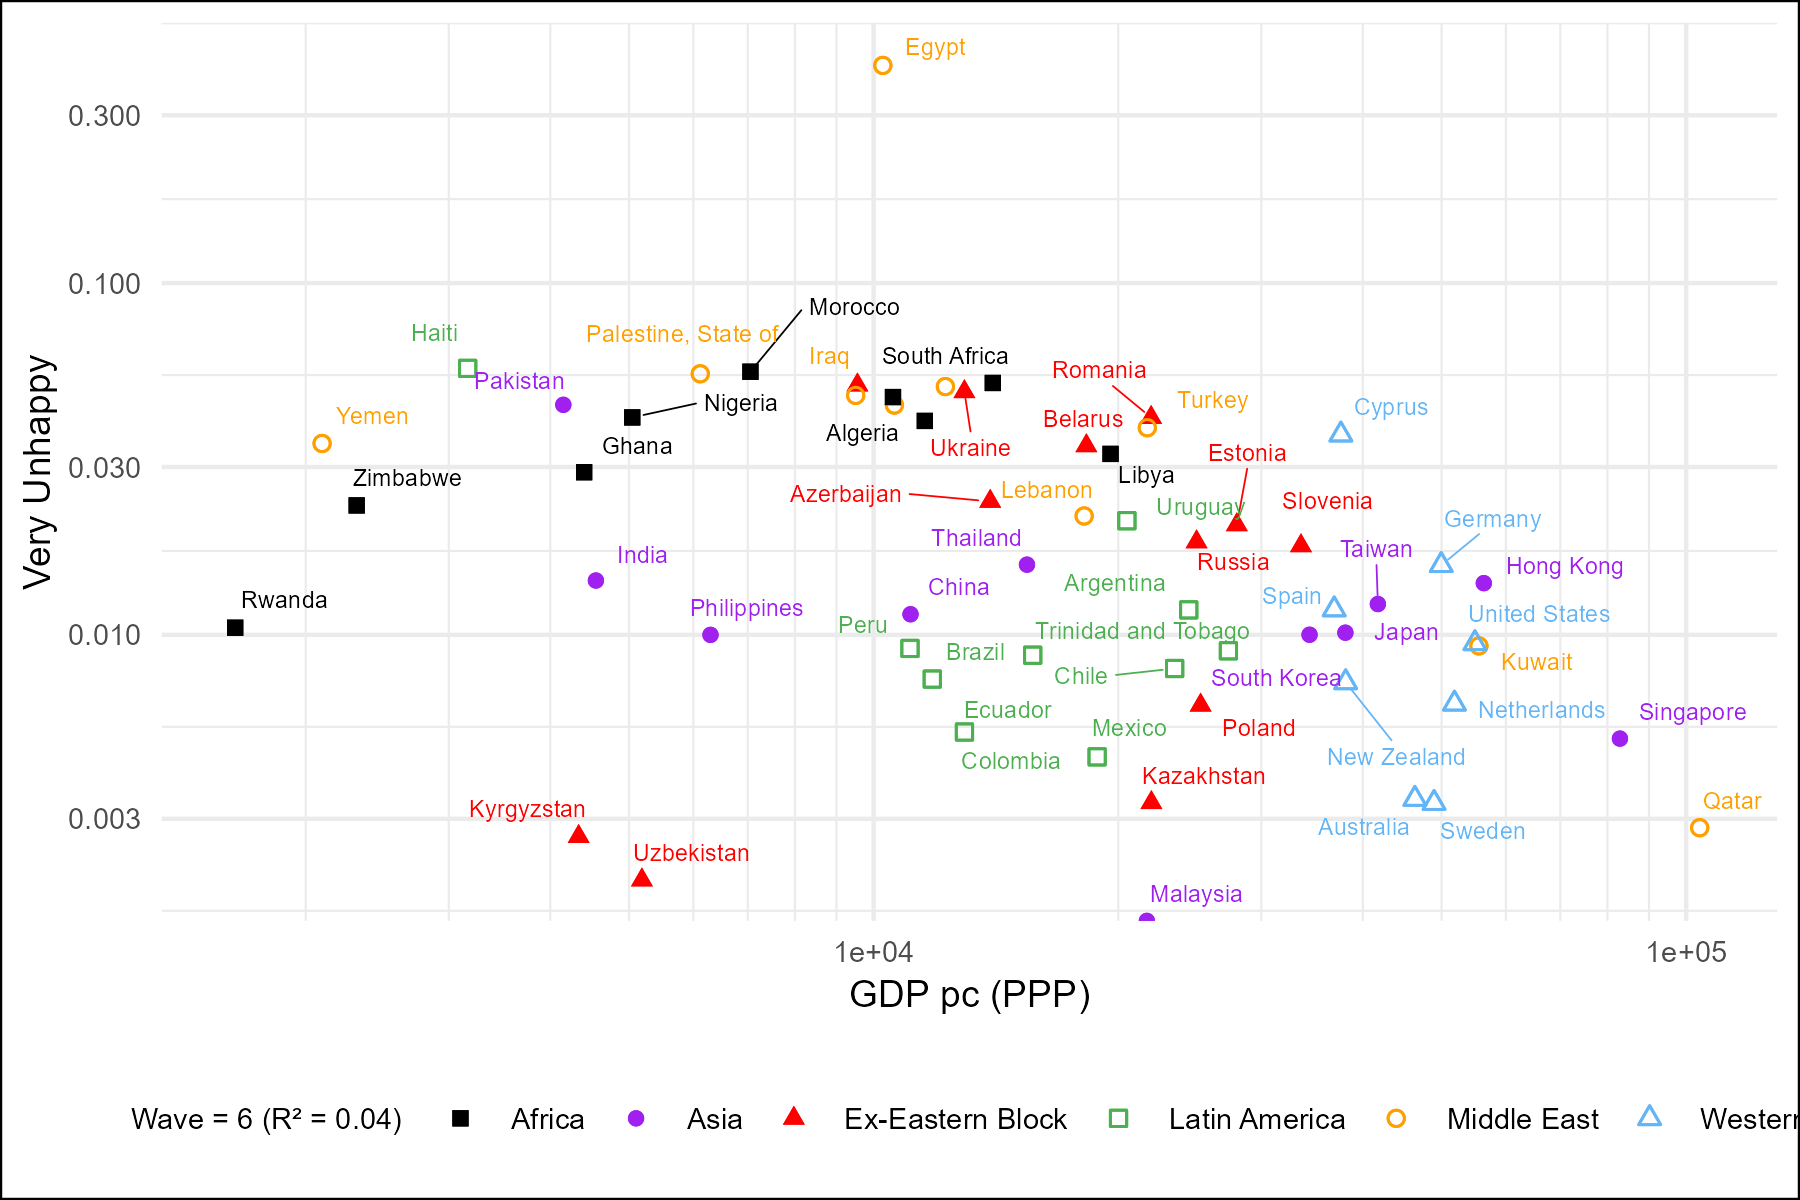 Egypt
0.300
0.100
Morocco
Haiti
Palestine, State of
Iraq
South Africa
Romania
Pakistan
Nigeria
Turkey
Cyprus
Yemen
Belarus
Algeria
Ghana
Ukraine
Estonia
0.030
Zimbabwe
Libya
Azerbaijan
Lebanon
Slovenia
Uruguay
Germany
Thailand
Taiwan
India
Russia
Hong Kong
China
Argentina
Rwanda
Spain
Philippines
United States
Peru
Trinidad and Tobago
Japan
0.010
Brazil
Kuwait
Chile
South Korea
Ecuador
Netherlands
Singapore
Mexico
Poland
Colombia
New Zealand
Kazakhstan
Qatar
Kyrgyzstan
0.003
Australia
Sweden
Uzbekistan
Malaysia
Very Unhappy
1e+04
1e+05
GDP pc (PPP)
Wave = 6 (R² = 0.04) Africa Asia Ex-Eastern Block Latin America Middle East Western